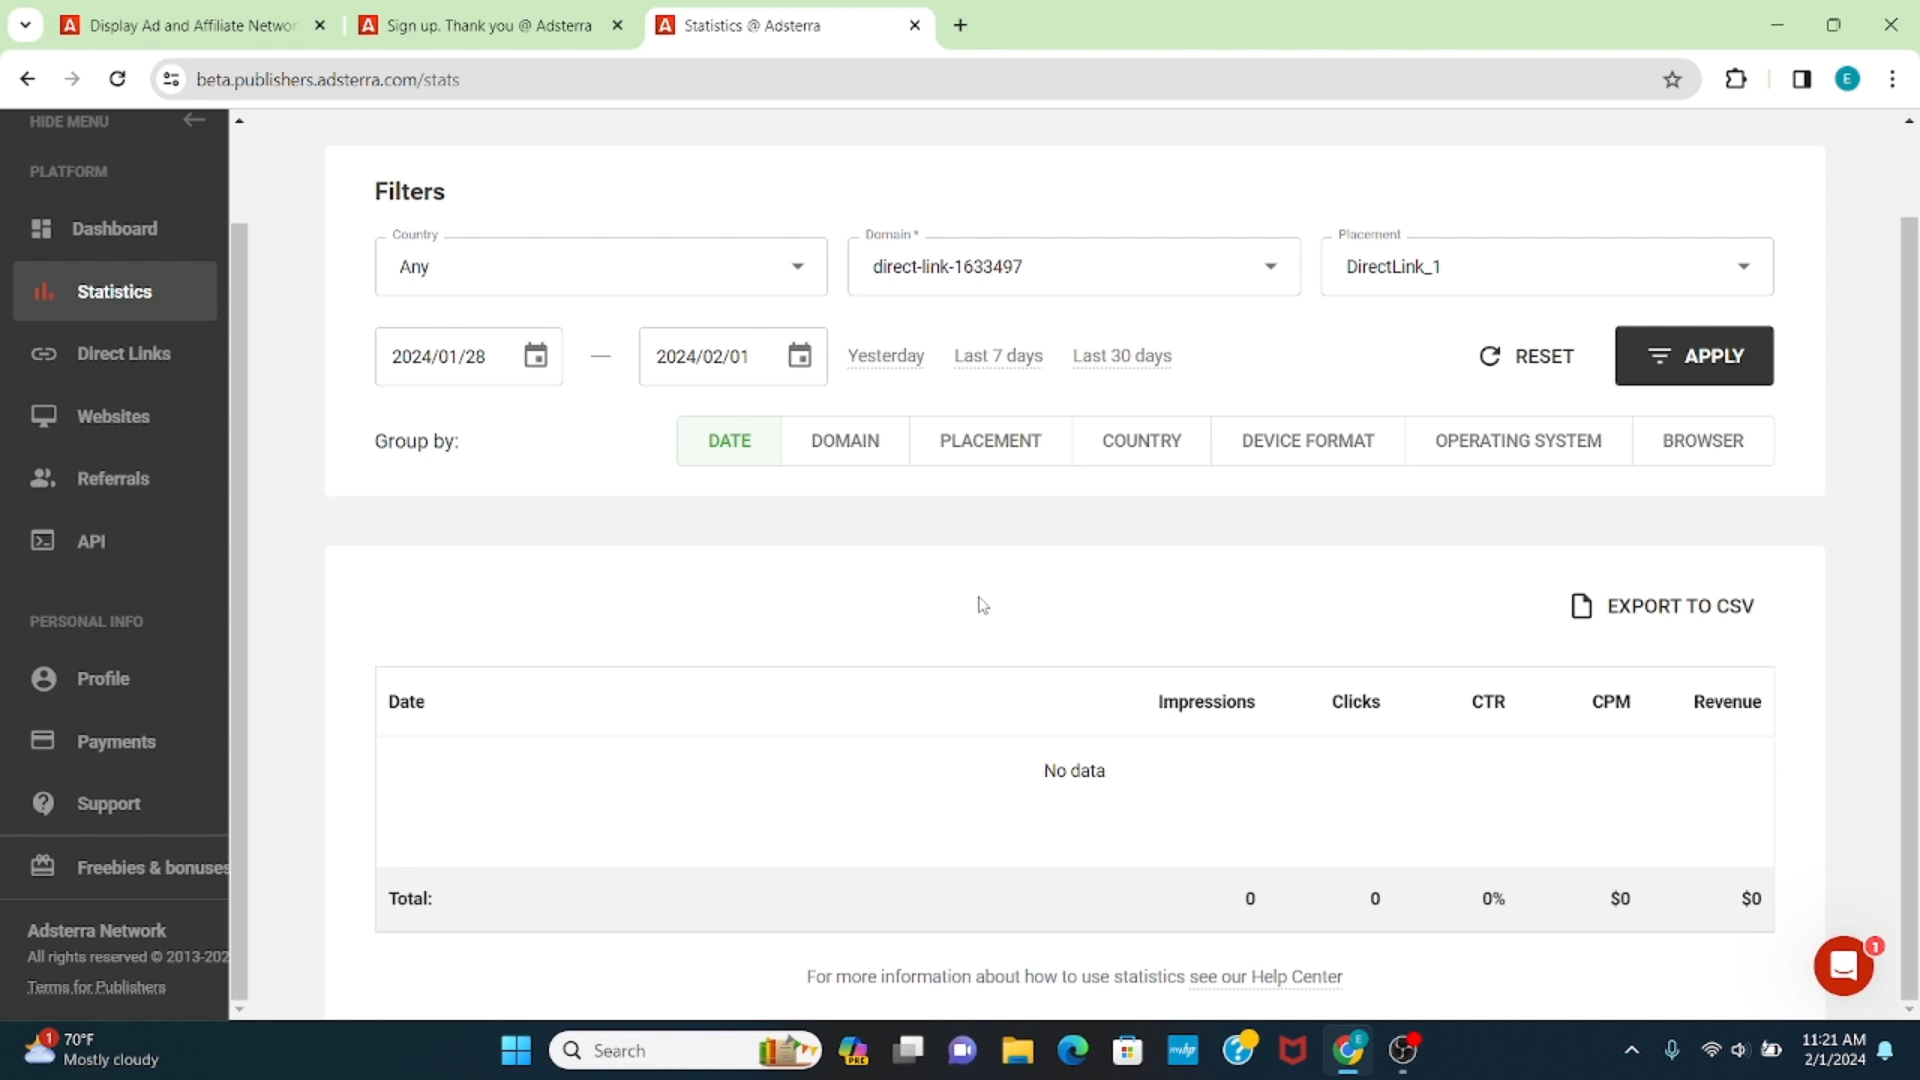 Display Ad and Affiliate Networ
Sign up. Thank you @ Adsterra
Statistics @ Adsterra
beta.publishers.adsterra.com/stats
E
HIDE MENU
PLATFORM
Dashboard
Statistics
Direct Links
Websites
Referrals
API
PERSONAL INFO
Profile
Payments
Support
Freebies & bonuses
Adsterra Network
All rights reserved © 2013-202
Terms for Publishers
Filters
Country
Any
Domain *
direct-link-1633497
Placement
DirectLink_1
2024/01/28 — 2024/02/01 Yesterday Last 7 days Last 30 days RESET APPLY
Group by: DATE DOMAIN PLACEMENT COUNTRY DEVICE FORMAT OPERATING SYSTEM BROWSER
EXPORT TO CSV
Date Impressions Clicks CTR CPM Revenue
No data
Total: 0 0 0% $0 $0
For more information about how to use statistics see our Help Center
1
1
70°F
Mostly cloudy
Search
PRE
myhp
11:21 AM
2/1/2024